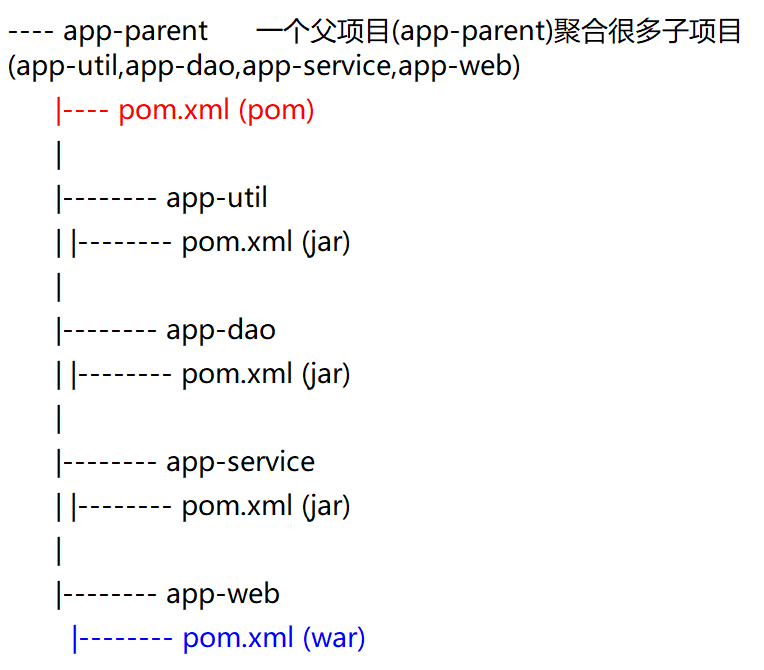 ---- app-parent 一个父项目(app-parent)聚合很多子项目
(app-util,app-dao,app-service,app-web)
|---- pom.xml (pom)
|
|-------- app-util
| |-------- pom.xml (jar)
|
|-------- app-dao
| |-------- pom.xml (jar)
|
|-------- app-service
| |-------- pom.xml (jar)
|
|-------- app-web
|-------- pom.xml (war)